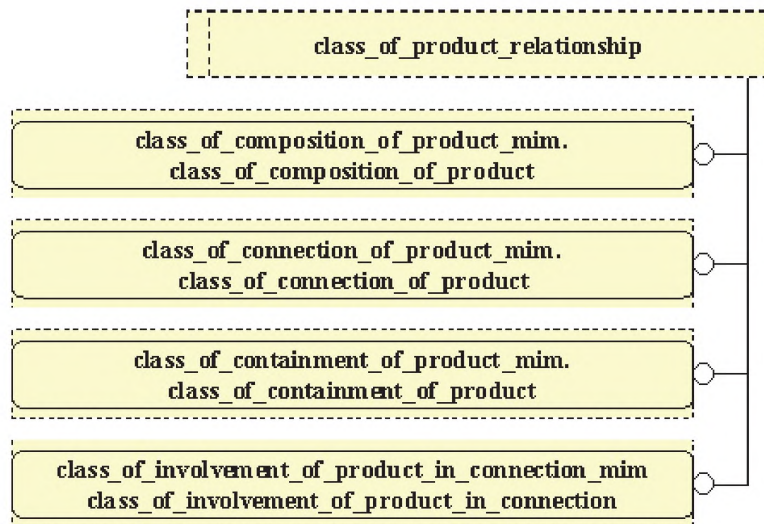 class_of_product_relationship
class_of_composition_of_product_mim.
class_of_composition_of_product
class_of_connection_of_product_mim.
class_of_connection_of_product
class_of_containment_of_product_mim.
class_of_containment_of_product
class_of_involvement_of_product_in_connection_mim
class_of_involvement_of_product_in_connection